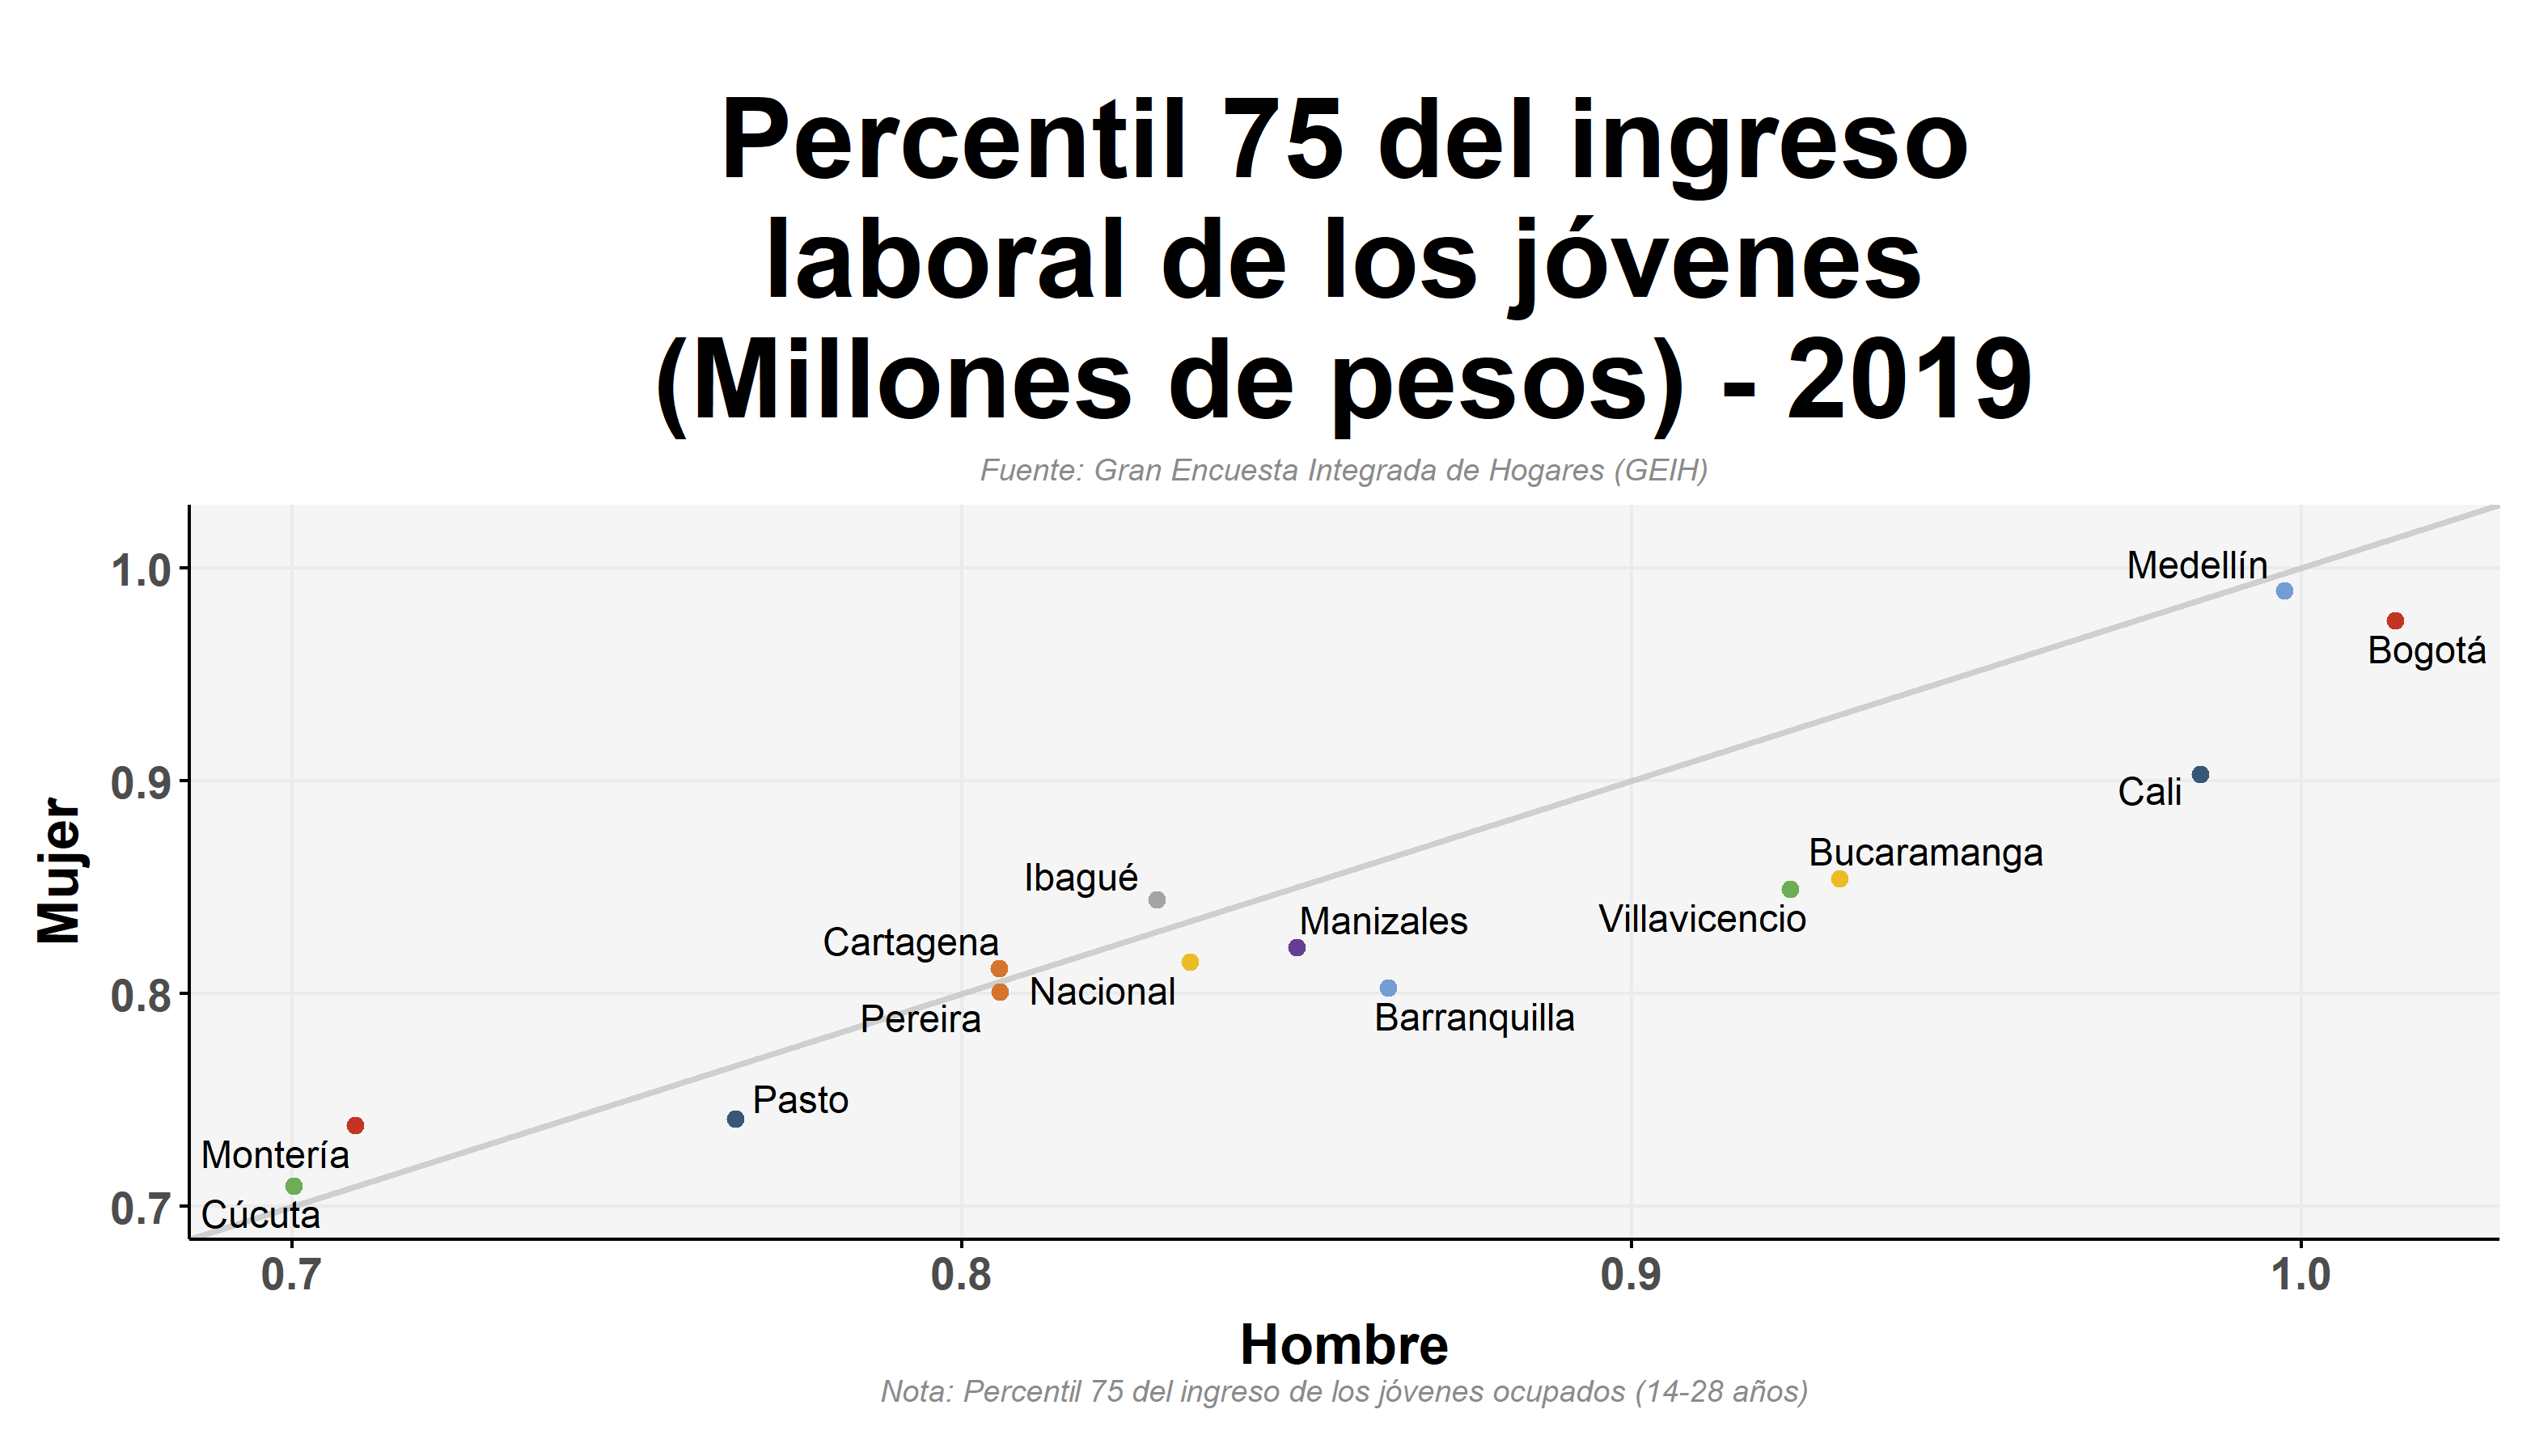 Percentil 75 del ingreso
laboral de los jóvenes
(Millones de pesos) - 2019
Fuente: Gran Encuesta Integrada de Hogares (GEIH)
Mujer
1.0
0.9
0.8
0.7
Medellín
Bogotá
Cali
Bucaramanga
Villavicencio
Ibagué
Manizales
Cartagena
Nacional
Pereira
Barranquilla
Pasto
Montería
Cúcuta
0.7 0.8 0.9 1.0
Hombre
Nota: Percentil 75 del ingreso de los jóvenes ocupados (14-28 años)